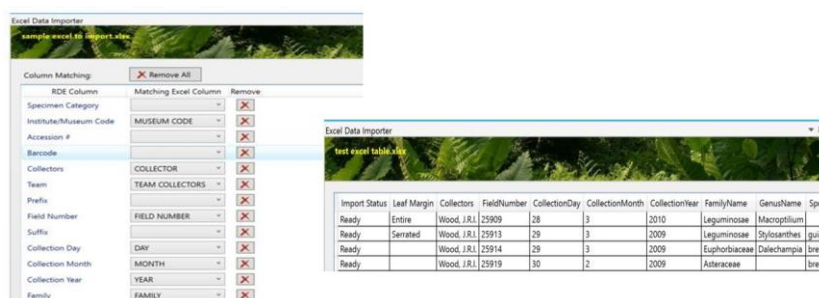 Excel Data Importer
sample excel to import.xlsx
Column Matching: Remove All
RDE Column Matching Excel Column Remove
Specimen Category
Institute/Museum Code MUSEUM CODE
Accession #
Barcode
Collectors COLLECTOR
Team TEAM COLLECTORS
Prefix
Field Number FIELD NUMBER
Suffix
Collection Day DAY
Collection Month MONTH
Collection Year YEAR
Family FAMILY
Excel Data Importer
test excel table.xlsx
Import Status Leaf Margin Collectors FieldNumber CollectionDay CollectionMonth CollectionYear FamilyName GenusName Spe
Ready Entire Wood, J.R.I. 25909 28 3 2010 Leguminosae Macroptilium
Ready Serrated Wood, J.R.I. 25913 29 3 2009 Leguminosae Stylosanthes gui
Ready Wood, J.R.I. 25914 29 3 2009 Euphorbiaceae Dalechampia bre
Ready Wood, J.R.I. 25919 30 2 2009 Asteraceae bre